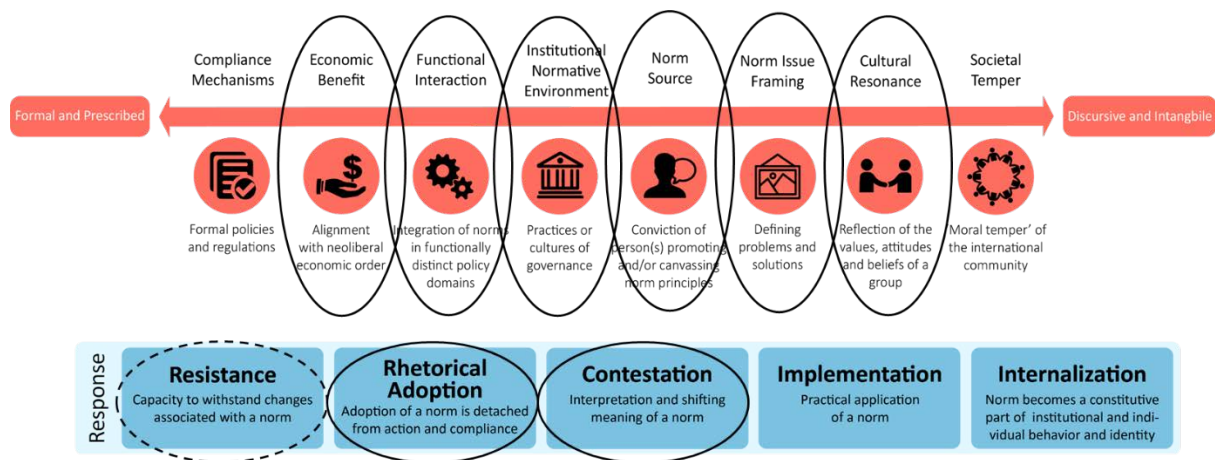 Compliance
Mechanisms
Economic
Benefit
Functional
Interaction
Institutional
Normative
Environment
Norm
Source
Norm Issue
Framing
Cultural
Resonance
Societal
Temper
Formal and Prescribed
Discursive and Intangbile
$
Formal policies
and regulations
Alignment
with neoliberal
economic order
Integration of norms
in functionally
distinct policy
domains
Practices or
cultures of
governance
Conviction of
person(s) promoting
and/or canvassing
norm principles
Defining
problems and
solutions
Reflection of the
values, attitudes
and beliefs of a
group
Moral temper’ of
the international
community
Response
Resistance
Capacity to withstand changes
associated with a norm
Rhetorical
Adoption
Adoption of a norm is detached
from action and compliance
Contestation
Interpretation and shifting
meaning of a norm
Implementation
Practical application
of a norm
Internalization
Norm becomes a constitutive
part of institutional and indi-
vidual behavior and identity